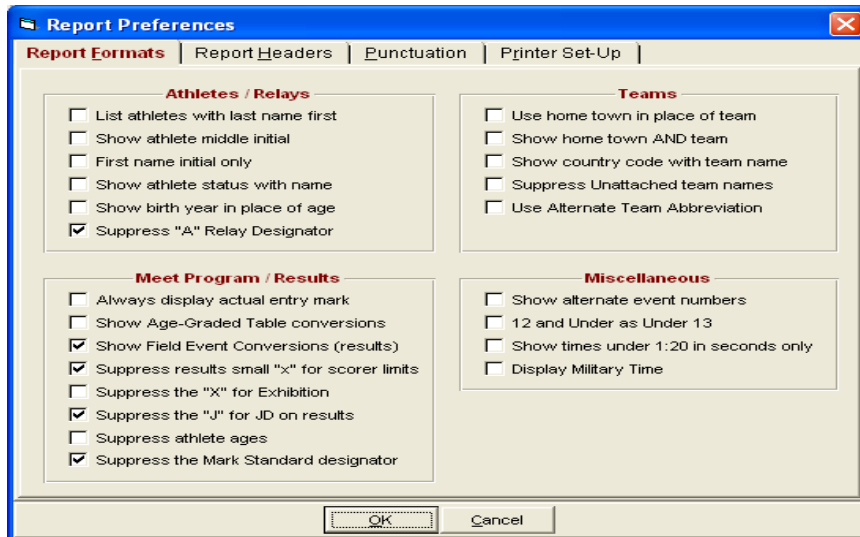 Report Preferences
Report Formats
Report Headers
Punctuation
Printer Set-Up
Athletes / Relays
List athletes with last name first
Show athlete middle initial
First name initial only
Show athlete status with name
Show birth year in place of age
Suppress "A" Relay Designator
Teams
Use home town in place of team
Show home town AND team
Show country code with team name
Suppress Unattached team names
Use Alternate Team Abbreviation
Meet Program / Results
Always display actual entry mark
Show Age-Graded Table conversions
Show Field Event Conversions (results)
Suppress results small "x" for scorer limits
Suppress the "X" for Exhibition
Suppress the "J" for JD on results
Suppress athlete ages
Suppress the Mark Standard designator
Miscellaneous
Show alternate event numbers
12 and Under as Under 13
Show times under 1:20 in seconds only
Display Military Time
OK
Cancel